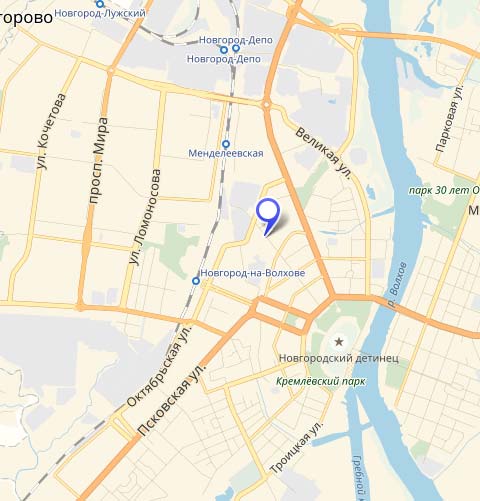 Новгород-Лужский
горово
Новгород-Депо
Новгород-Депо
ул. Кочетова
просп. Мира
Великая ул.
Парковая ул.
Менделеевская
ул. Ломоносова
парк 30 лет О
М
Новгород-на-Волхове
р. Волхов
Октябрьская ул.
Псковская ул.
Новгородский детинец
Кремлёвский парк
Троицкая ул.
Гребной